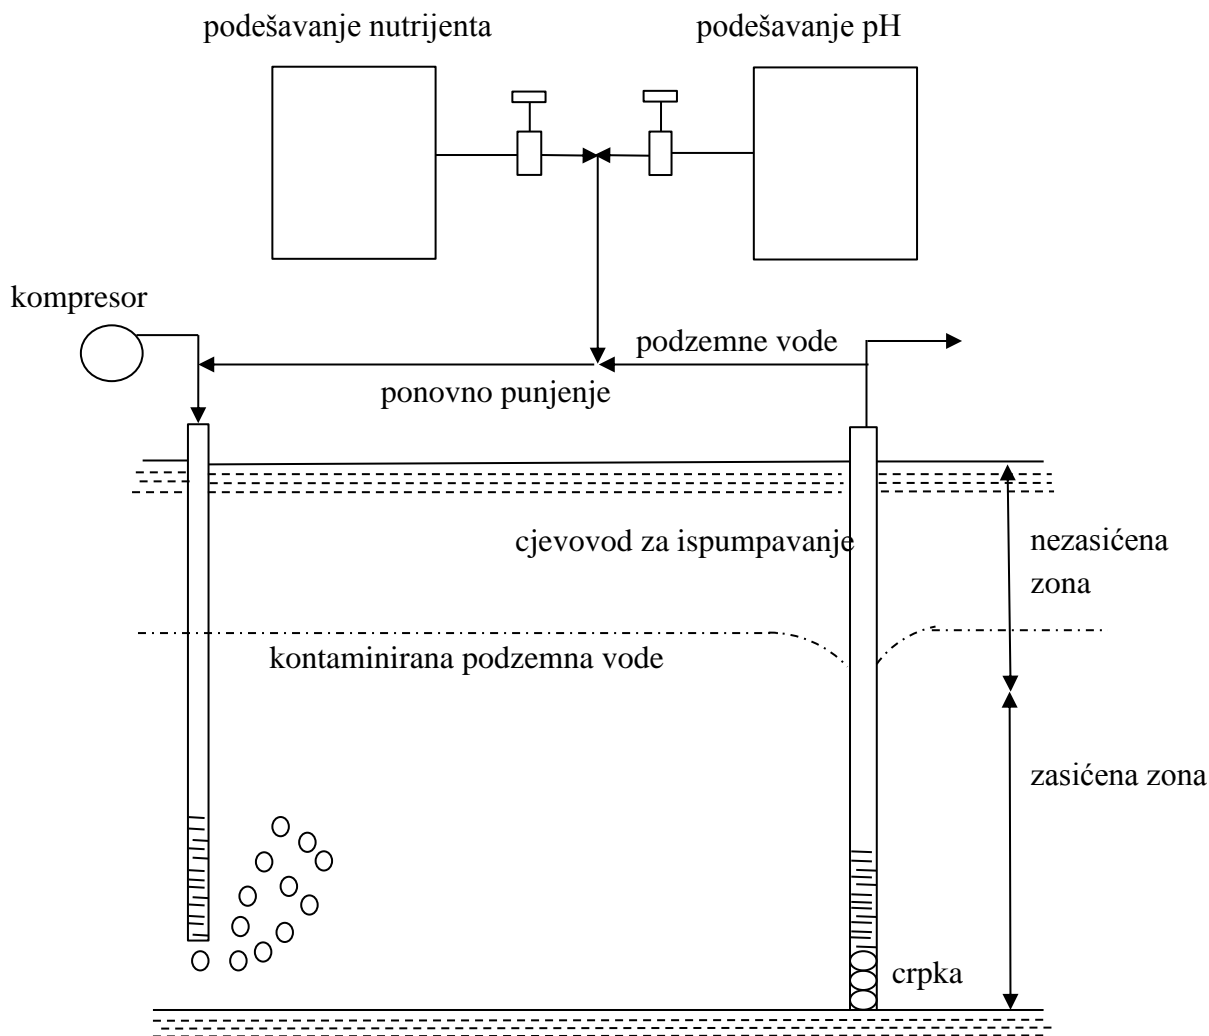 podešavanje nutrijenta
podešavanje pH
kompresor
podzemne vode
ponovno punjenje
cjevovod za ispumpavanje
nezasićena
zona
kontaminirana podzemna vode
zasićena zona
crpka